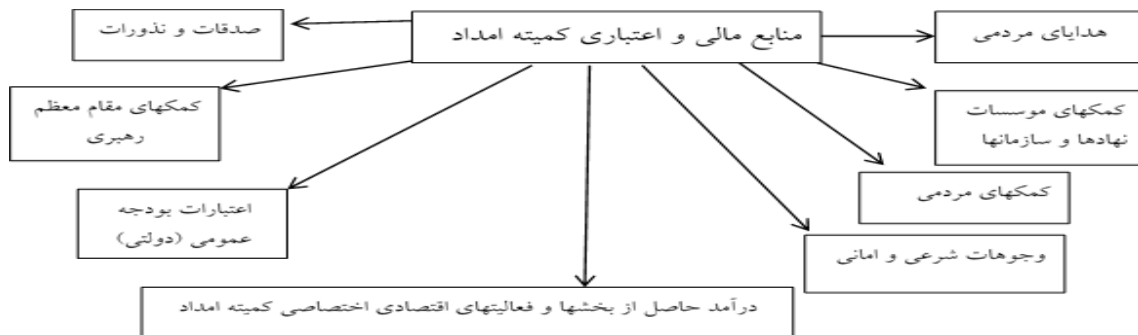 منابع مالی و اعتباری کمیته امداد
هدایای مردمی
کمکهای موسسات
نهادها و سازمانها
کمکهای مردمی
وجوهات شرعی و امانی
درآمد حاصل از بخشها و فعالیتهای اقتصادی اختصاصی کمیته امداد
اعتبارات بودجه
عمومی (دولتی)
کمکهای مقام معظم
رهبری
صدقات و نذورات